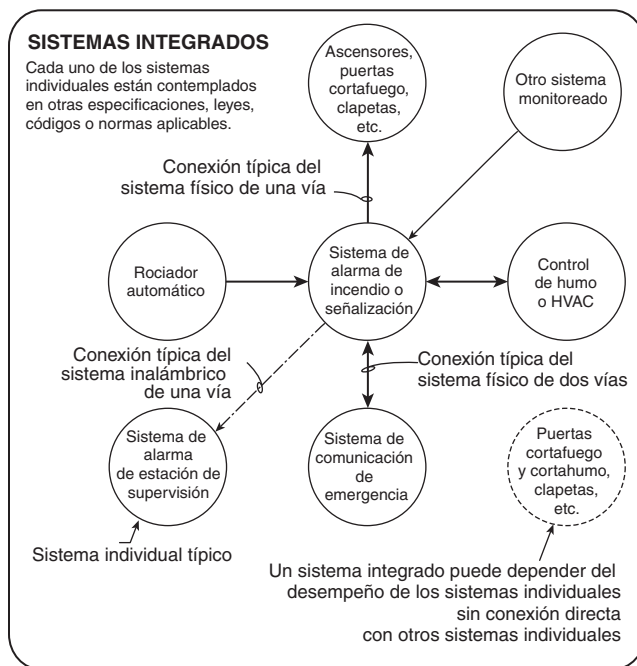 SISTEMAS INTEGRADOS
Cada uno de los sistemas
individuales están contemplados
en otras especificaciones, leyes,
códigos o normas aplicables.
Ascensores,
puertas
cortafuego,
clapetas,
etc.
Otro sistema
monitoreado
Conexión típica del
sistema físico de una vía
Rociador
automático
Sistema de
alarma de
incendio o
señalización
Control
de humo
o HVAC
Conexión típica del
sistema inalámbrico
de una vía
Conexión típica del
sistema físico de dos vías
Sistema de
alarma
de estación de
supervisión
Sistema de
comunicación
de
emergencia
Puertas
cortafuego
y cortahumo,
clapetas,
etc.
Sistema individual típico
Un sistema integrado puede depender del
desempeño de los sistemas individuales
sin conexión directa
con otros sistemas individuales